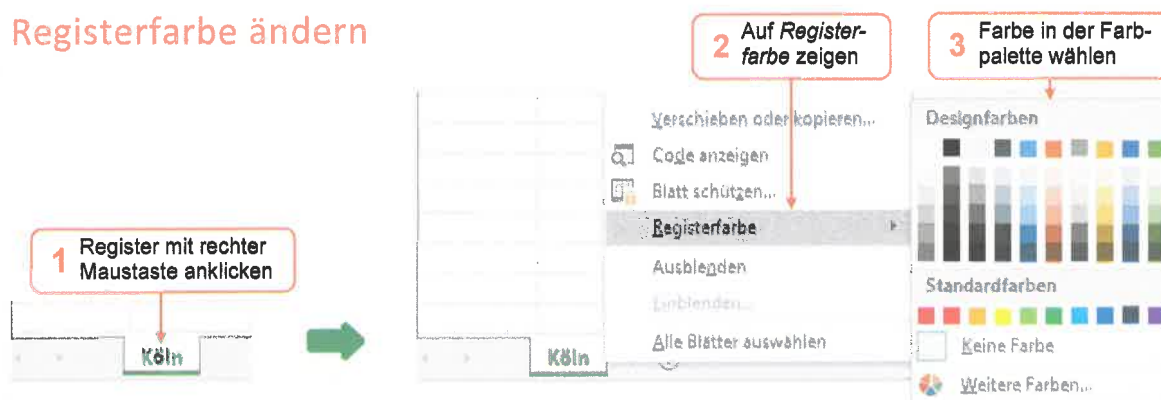 Registerfarbe ändern
1 Register mit rechter
Maustaste anklicken
Köln
2 Auf Register-
farbe zeigen
Verschieben oder kopieren...
Code anzeigen
Blatt schützen...
Registerfarbe
Ausblenden
Einblenden...
Alle Blätter auswählen
Köln
3 Farbe in der Farb-
palette wählen
Designfarben
Standardfarben
Keine Farbe
Weitere Farben...